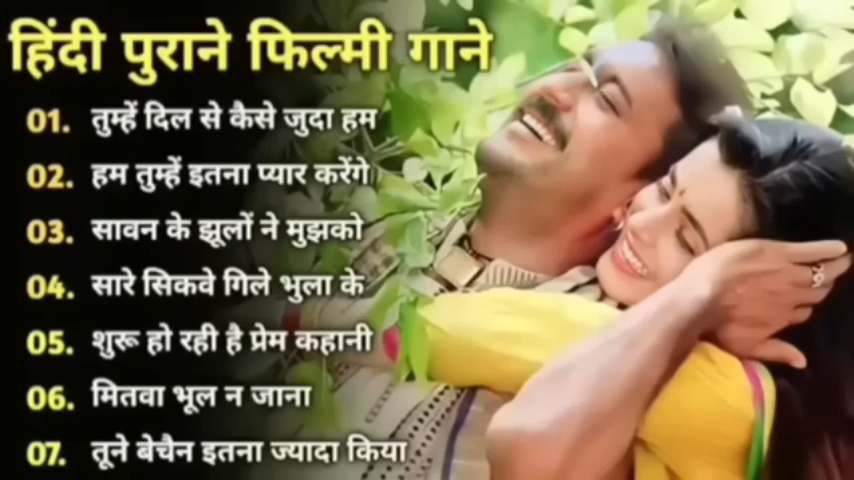 हिंदी पुराने फिल्मी गाने
01. तुम्हें दिल से कैसे जुदा हम
02. हम तुम्हें इतना प्यार करेंगे
03. सावन के झूलों ने मुझको
04. सारे सिकवे गिले भुला के
05. शुरू हो रही है प्रेम कहानी
06. मितवा भूल न जाना
07. तूने बेचैन इतना ज्यादा किया